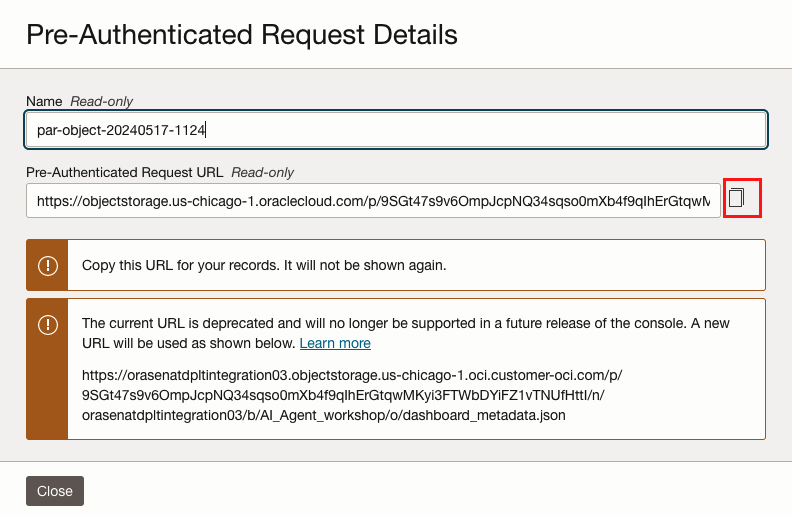 Pre-Authenticated Request Details
Name Read-only
par-object-20240517-1124
Pre-Authenticated Request URL Read-only
https://objectstorage.us-chicago-1.oraclecloud.com/p/9SGt47s9v6OmpJcpNQ34sqso0mXb4f9qIhErGtqwM
Copy this URL for your records. It will not be shown again.
The current URL is deprecated and will no longer be supported in a future release of the console. A new
URL will be used as shown below. Learn more
https://orasenatdpltintegration03.objectstorage.us-chicago-1.oci.customer-oci.com/p/
9SGt47s9v6OmpJcpNQ34sqso0mXb4f9qIhErGtqwMKyi3FTWbDYiFZ1vTNUfHttI/n/
orasenatdpltintegration03/b/AI_Agent_workshop/o/dashboard_metadata.json
Close